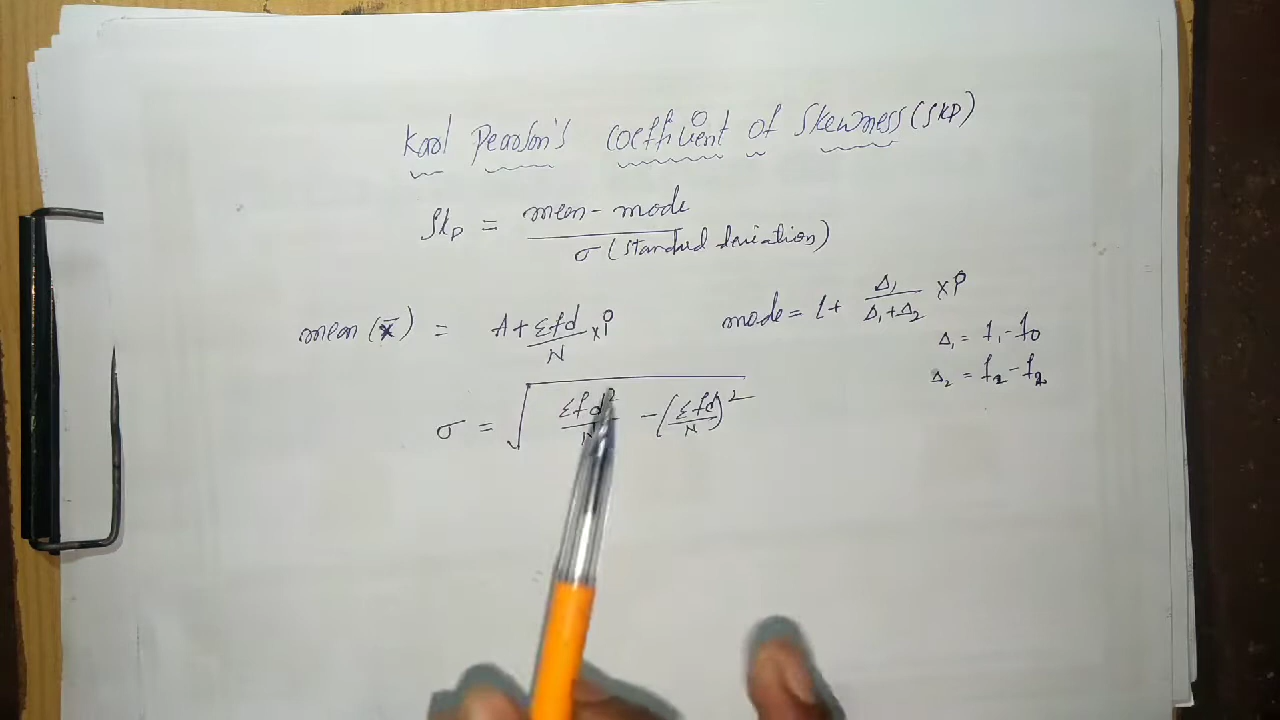 Karl Pearson's coefficient of Skewness (SKP)
SkP = mean - mode / σ (standard deviation)
mean (x̄) = A + Σfd / N × i
mode = l + Δ1 / Δ1 + Δ2 × i
Δ1 = f1 - f0
Δ2 = f2 - f2
σ = √ Σfd² / N - (Σfd / N)²